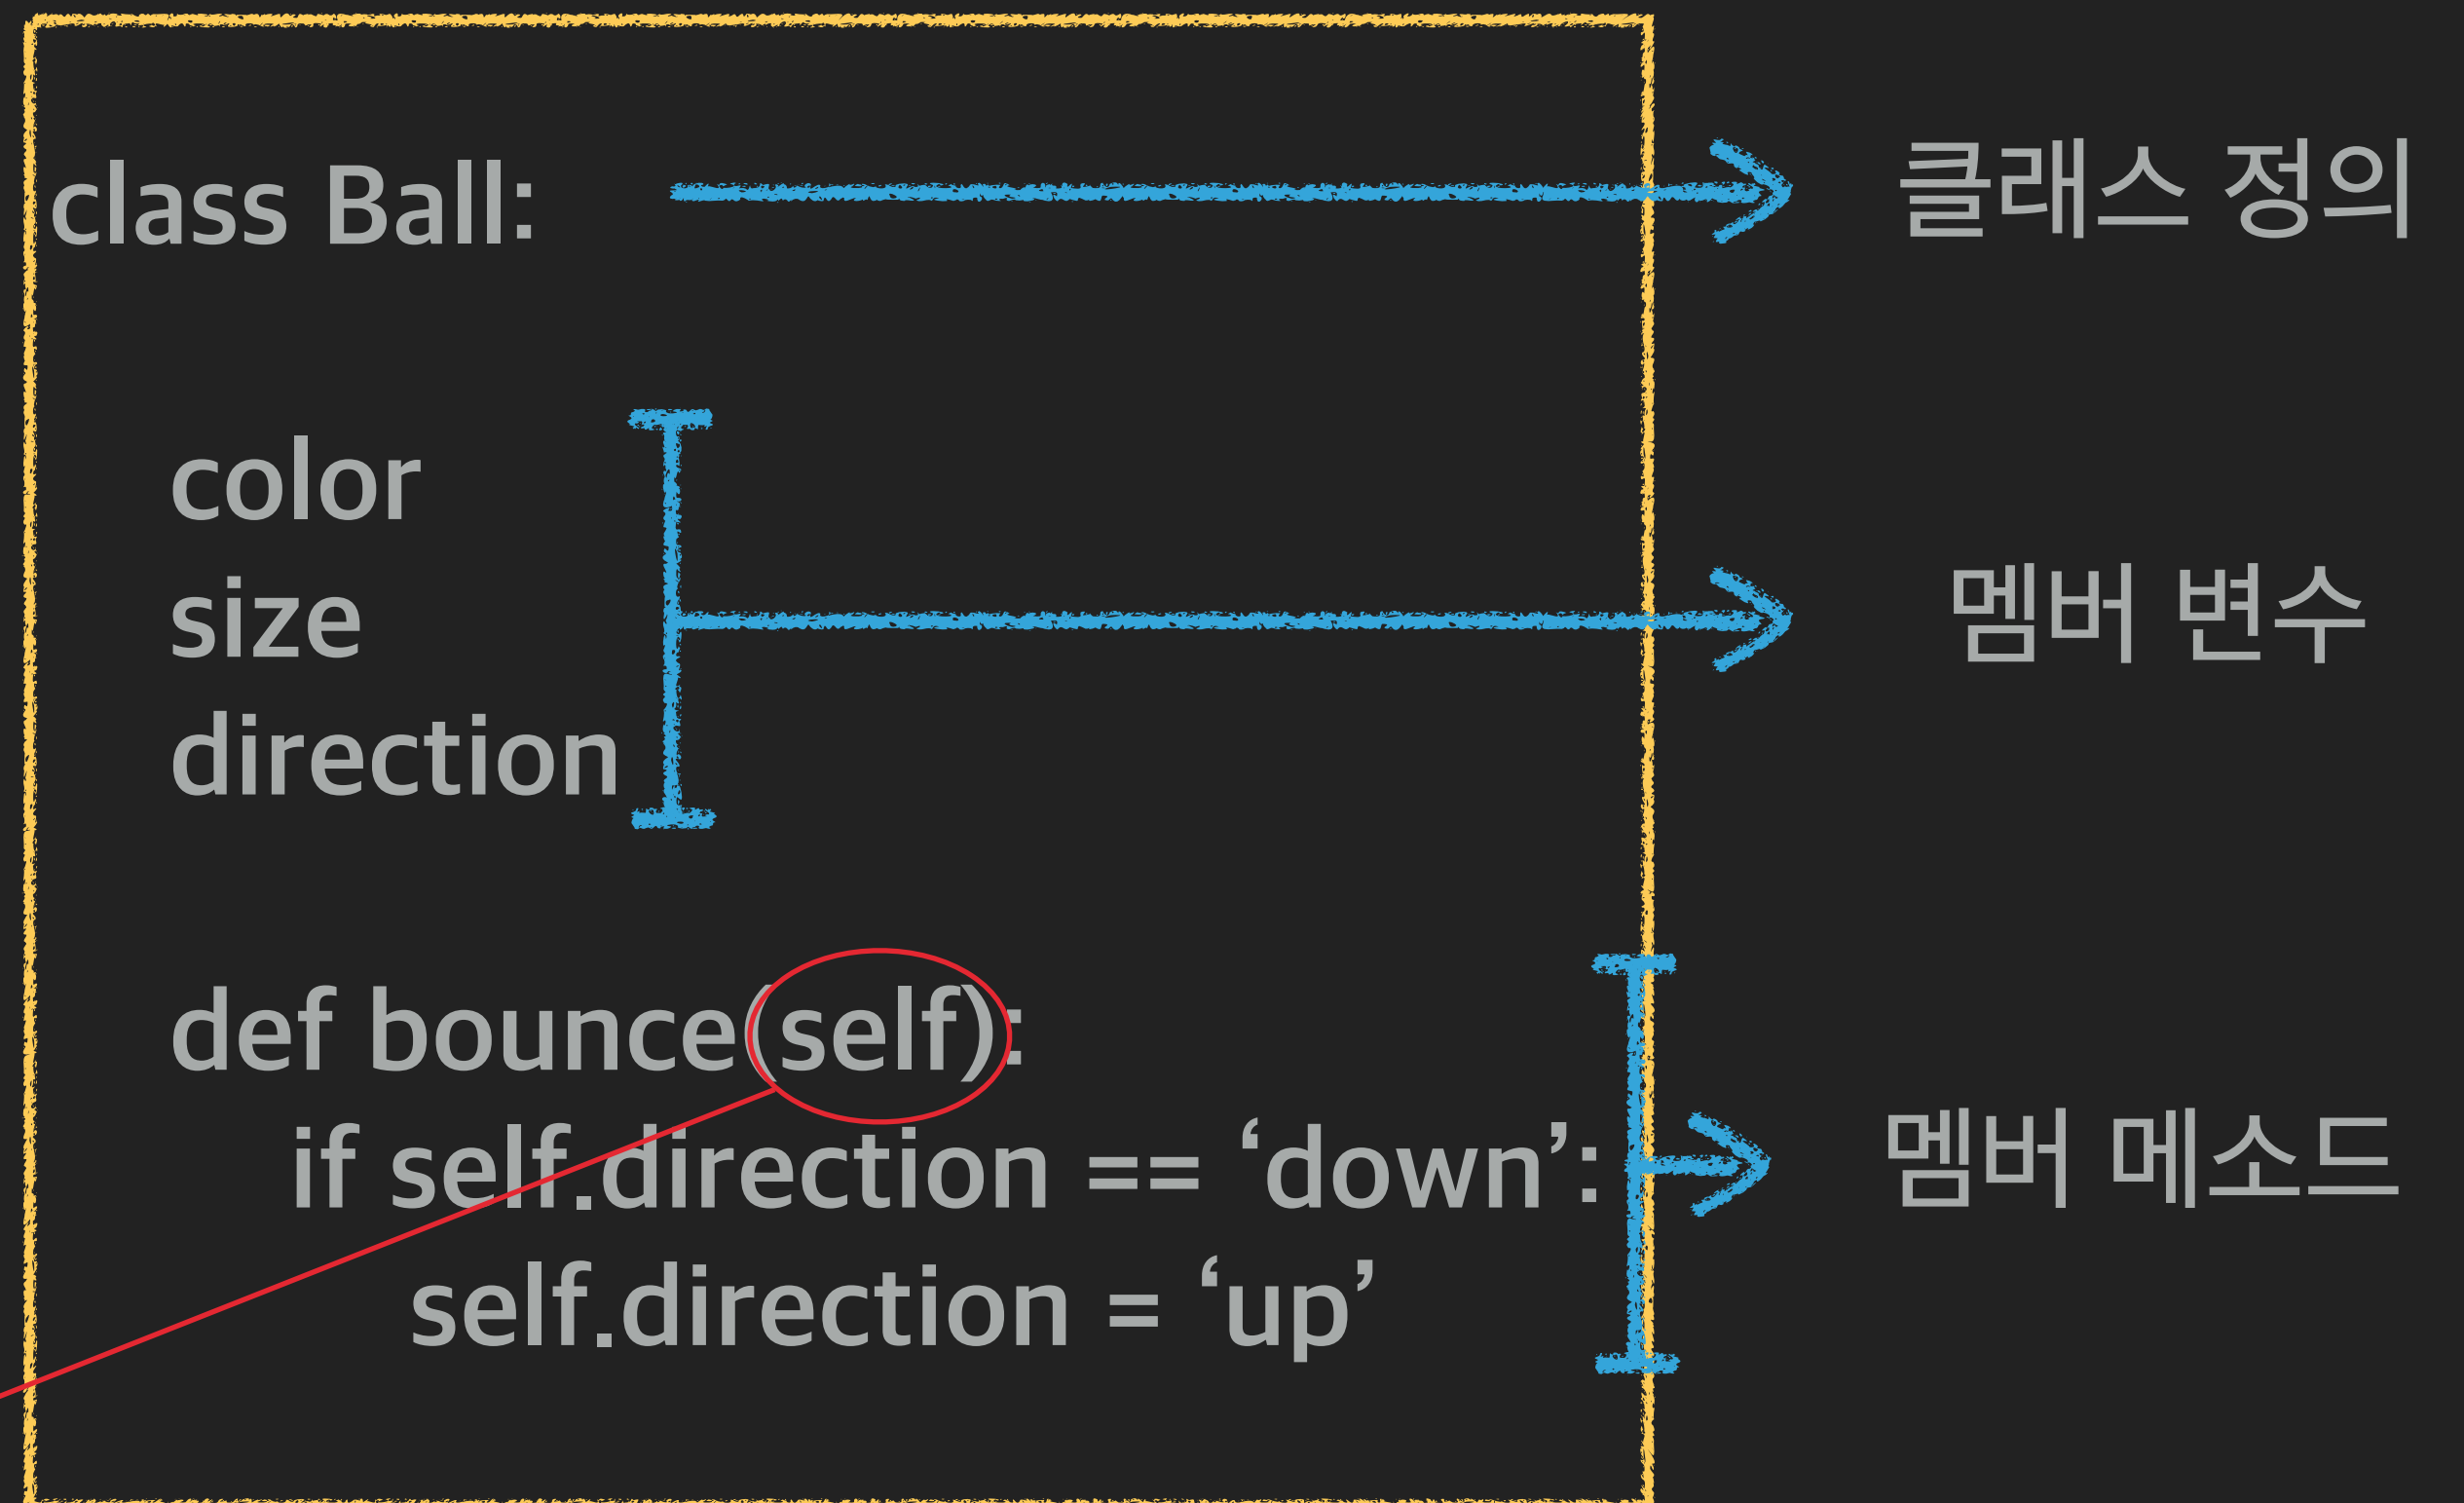 class Ball:
클래스 정의
color
size
direction
멤버 변수
def bounce(self):
if self.direction == ‘down’:
self.direction = ‘up’
멤버 메소드